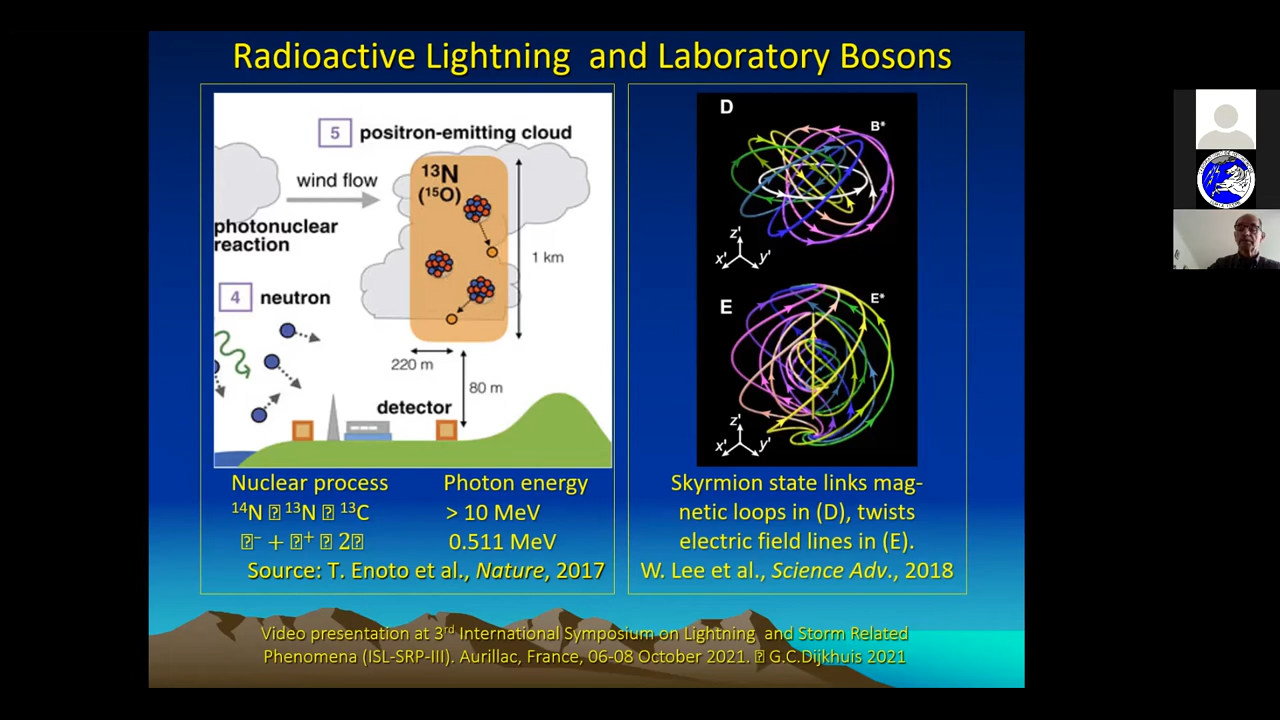 Radioactive Lightning and Laboratory Bosons
5 positron-emitting cloud
13N
(15O)
wind flow
photonuclear
reaction
1 km
4 neutron
220 m
80 m
detector
D
B*
z'
x' y'
E
E*
z'
x' y'
Nuclear process Photon energy
14N 13N 13C > 10 MeV
− + + 2 0.511 MeV
Source: T. Enoto et al., Nature, 2017
Skyrmion state links mag-
netic loops in (D), twists
electric field lines in (E).
W. Lee et al., Science Adv., 2018
Video presentation at 3rd International Symposium on Lightning and Storm Related
Phenomena (ISL-SRP-III). Aurillac, France, 06-08 October 2021. G.C.Dijkhuis 2021